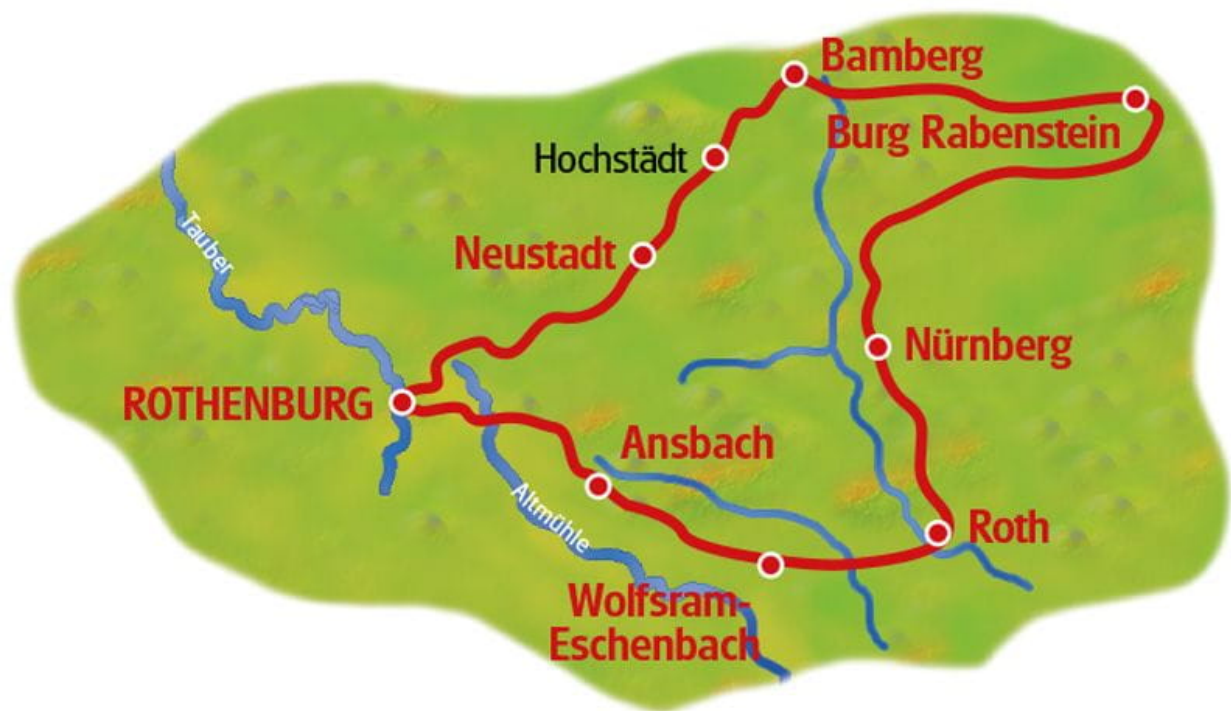 Bamberg
Burg Rabenstein
Hochstädt
Tauber
Neustadt
Nürnberg
ROTHENBURG
Ansbach
Altmühle
Roth
Wolfsram-
Eschenbach